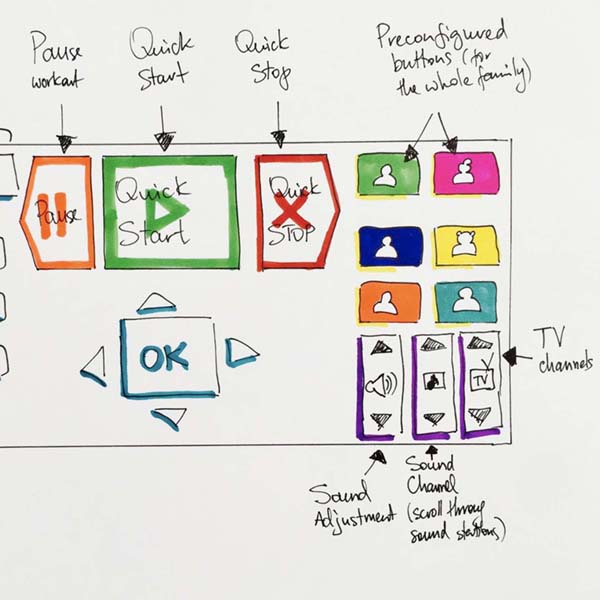 Pause
workout
Quick
Start
Quick
Stop
Preconfigured
buttons (for
the whole family)
Pause
Quick
Start
Quick
STOP
OK
TV
TV
channels
Sound
Adjustment
Sound
Channel
(scroll through
sound stations)